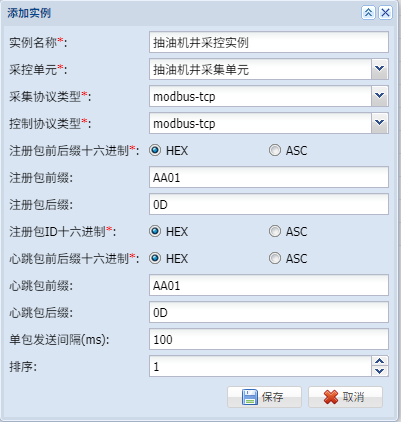 添加实例
实例名称*: 抽油机井采控实例
采控单元*: 抽油机井采集单元
采集协议类型*: modbus-tcp
控制协议类型*: modbus-tcp
注册包前后缀十六进制*: HEX ASC
注册包前缀: AA01
注册包后缀: 0D
注册包ID十六进制*: HEX ASC
心跳包前后缀十六进制*: HEX ASC
心跳包前缀: AA01
心跳包后缀: 0D
单包发送间隔(ms): 100
排序: 1
保存 取消